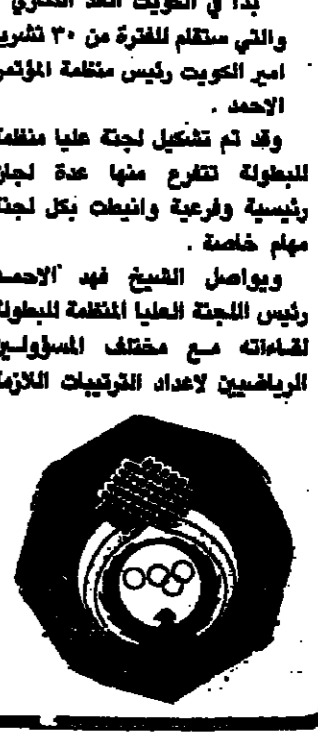 بدأ في الكويت العد التنازلي
والتي ستقام للفترة من ٣٠ تشرين
امير الكويت رئيس منظمة المؤتمر
الاحمد .
وقد تم تشكيل لجنة عليا منظمة
للبطولة تتفرع منها عدة لجان
رئيسية وفرعية وانيطت بكل لجنة
مهام خاصة .
ويواصل الشيخ فهد الاحمد
رئيس اللجنة العليا المنظمة للبطولة
لقاءاته مع مختلف المسؤولين
الرياضيين لاعداد الترتيبات اللازمة